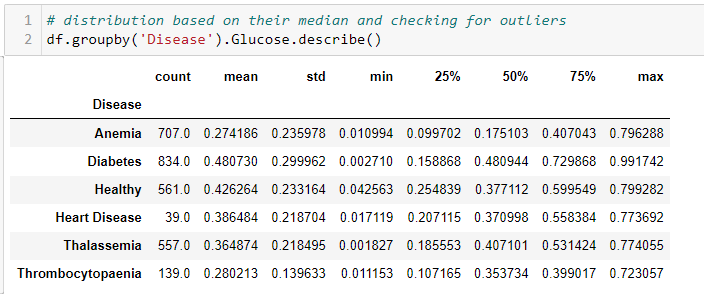 1 # distribution based on their median and checking for outliers
2 df.groupby('Disease').Glucose.describe()
count mean std min 25% 50% 75% max
Disease
Anemia 707.0 0.274186 0.235978 0.010994 0.099702 0.175103 0.407043 0.796288
Diabetes 834.0 0.480730 0.299962 0.002710 0.158868 0.480944 0.729868 0.991742
Healthy 561.0 0.426264 0.233164 0.042563 0.254839 0.377112 0.599549 0.799282
Heart Disease 39.0 0.386484 0.218704 0.017119 0.207115 0.370998 0.558384 0.773692
Thalassemia 557.0 0.364874 0.218495 0.001827 0.185553 0.407101 0.531424 0.774055
Thrombocytopaenia 139.0 0.280213 0.139633 0.011153 0.107165 0.353734 0.399017 0.723057